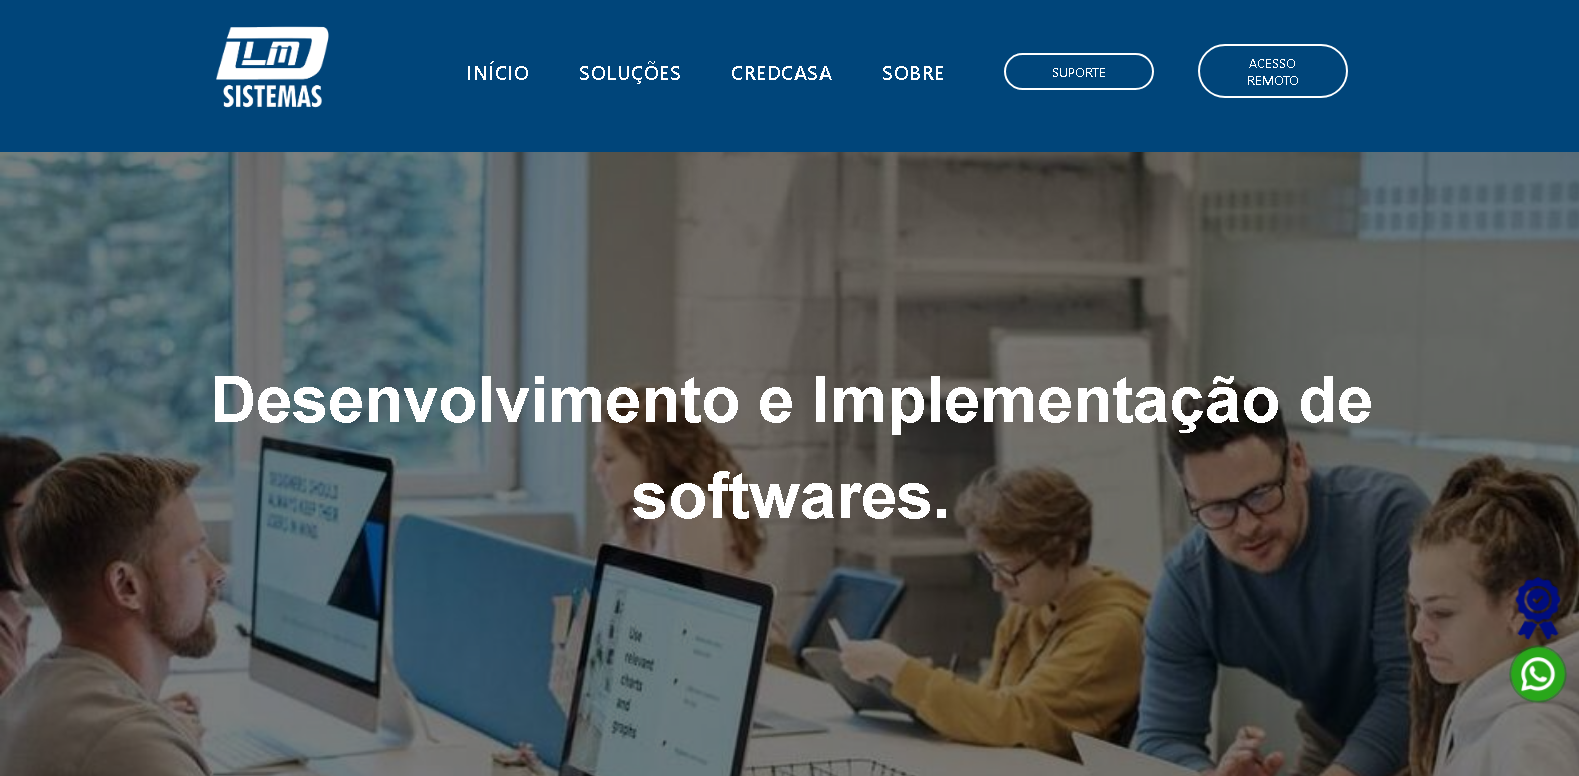 LM
SISTEMAS
INÍCIO
SOLUÇÕES
CREDCASA
SOBRE
SUPORTE
ACESSO
REMOTO
Desenvolvimento e Implementação de
softwares.
DESIGNERS SHOULD
ALWAYS KEEP THEIR
USERS IN MIND.
Use
relevant
charts
and
graphs